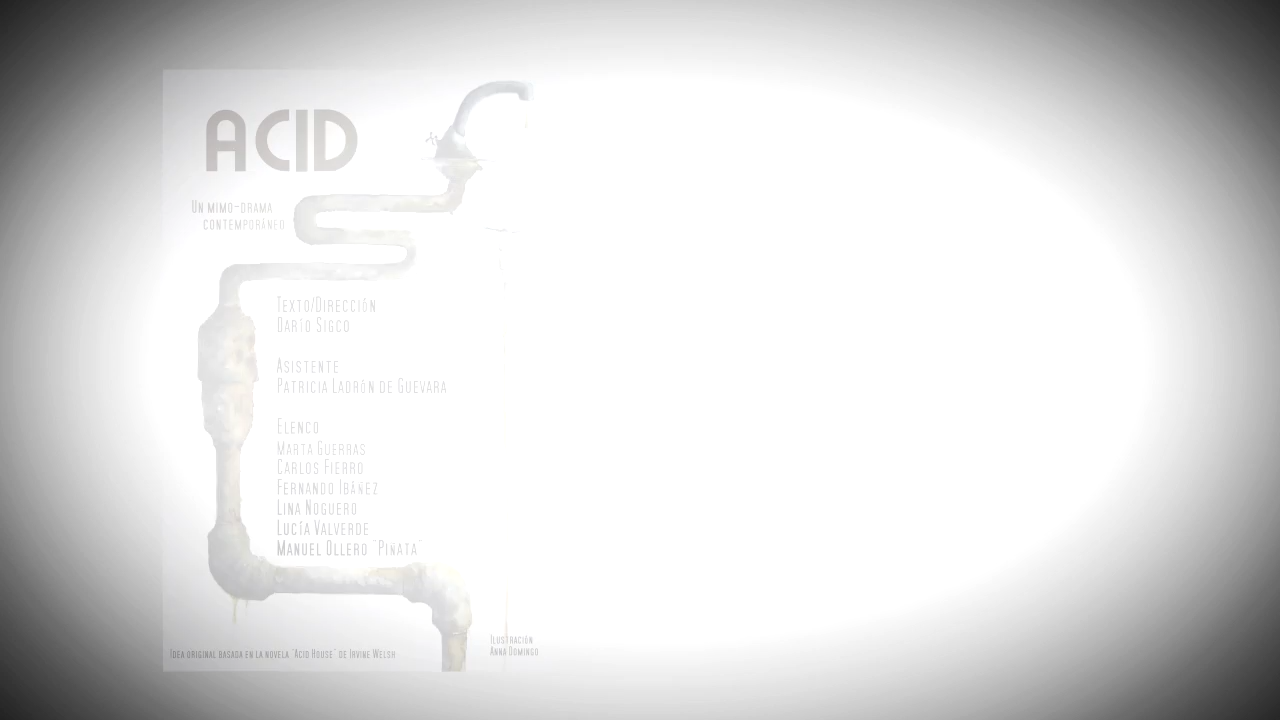 ACID
Un mimo-drama
contemporáneo
Texto/Dirección
Darío Sigco
Asistente
Patricia Ladrón de Guevara
Elenco
Marta Guerras
Carlos Fierro
Fernando Ibáñez
Lina Noguero
Lucía Valverde
Manuel Ollero "Piñata"
Idea original basada en la novela "Acid House" de Irvine Welsh
Ilustración
Anna Domingo